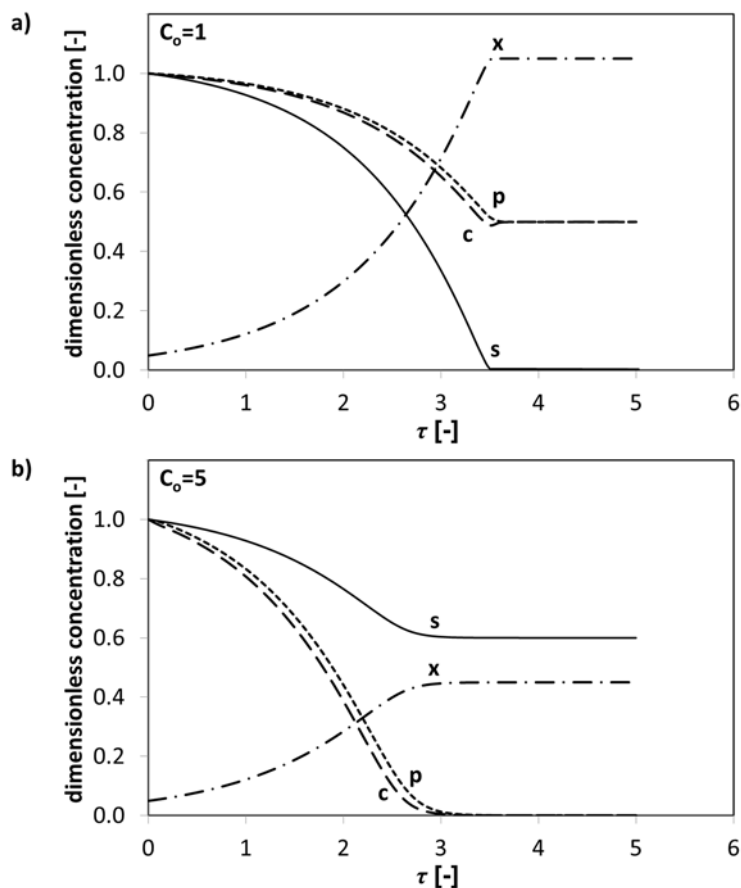 a)
C₀=1
dimensionless concentration [-]
1.0
0.8
0.6
0.4
0.2
0.0
x
p
c
s
0 1 2 3 4 5 6
τ [-]
b)
C₀=5
dimensionless concentration [-]
1.0
0.8
0.6
0.4
0.2
0.0
s
x
p
c
0 1 2 3 4 5 6
τ [-]